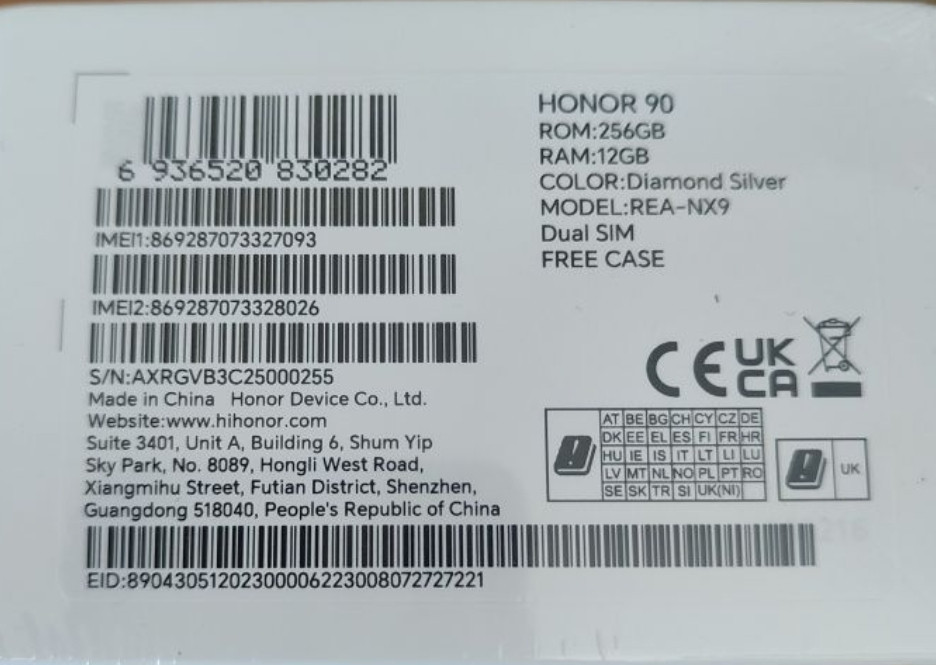 6 936520 830282
IMEI1:869287073327093
IMEI2:869287073328026
S/N:AXRGVB3C25000255
Made in China Honor Device Co., Ltd.
Website:www.hihonor.com
Suite 3401, Unit A, Building 6, Shum Yip
Sky Park, No. 8089, Hongli West Road,
Xiangmihu Street, Futian District, Shenzhen,
Guangdong 518040, People's Republic of China
EID:89043051202300006223008072727221
HONOR 90
ROM:256GB
RAM:12GB
COLOR:Diamond Silver
MODEL:REA-NX9
Dual SIM
FREE CASE
CE UK
CA
AT BE BG CH CY CZ DE
DK EE EL ES FI FR HR
HU IE IS IT LT LI LU
LV MT NL NO PL PT RO
SE SK TR SI UK(NI)
UK